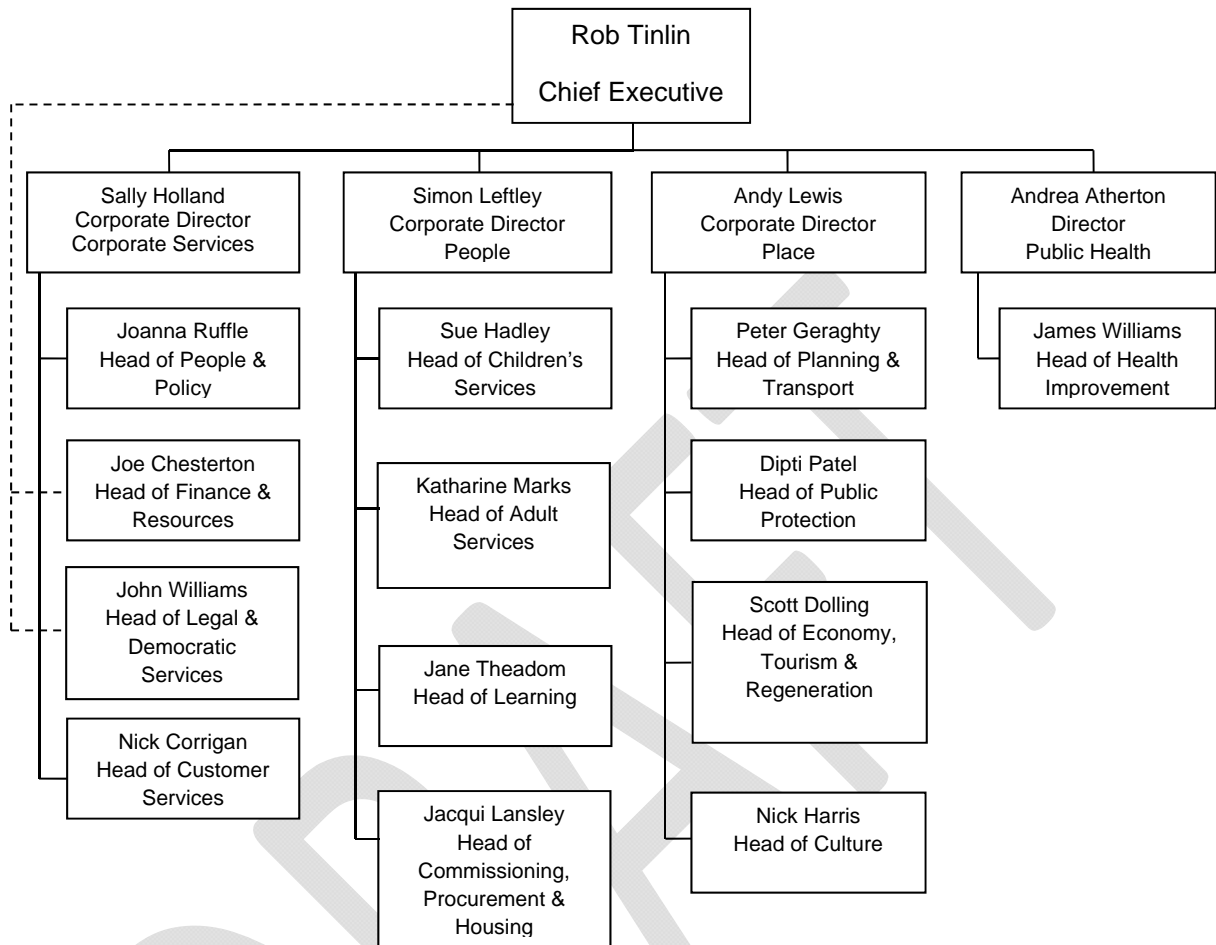 Rob Tinlin
Chief Executive
Sally Holland
Corporate Director
Corporate Services
Simon Leftley
Corporate Director
People
Andy Lewis
Corporate Director
Place
Andrea Atherton
Director
Public Health
Joanna Ruffle
Head of People &
Policy
Sue Hadley
Head of Children’s
Services
Peter Geraghty
Head of Planning &
Transport
James Williams
Head of Health
Improvement
Joe Chesterton
Head of Finance &
Resources
Katharine Marks
Head of Adult
Services
Dipti Patel
Head of Public
Protection
John Williams
Head of Legal &
Democratic
Services
Jane Theadom
Head of Learning
Scott Dolling
Head of Economy,
Tourism &
Regeneration
Nick Corrigan
Head of Customer
Services
Jacqui Lansley
Head of
Commissioning,
Procurement &
Housing
Nick Harris
Head of Culture
DRAFT